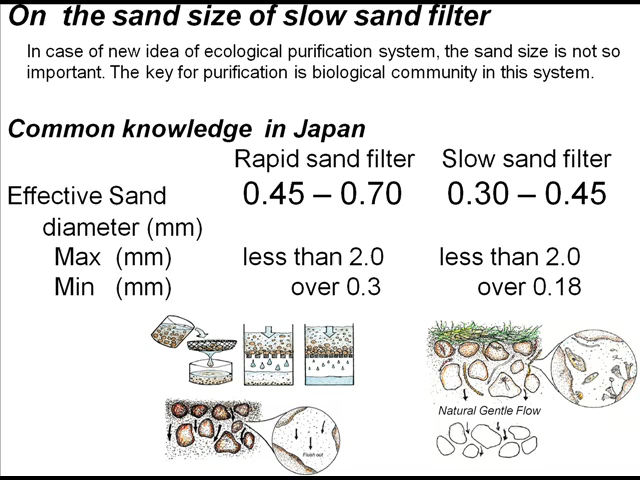 On the sand size of slow sand filter
In case of new idea of ecological purification system, the sand size is not so
important. The key for purification is biological community in this system.
Common knowledge in Japan
Rapid sand filter Slow sand filter
Effective Sand 0.45 – 0.70 0.30 – 0.45
diameter (mm)
Max (mm) less than 2.0 less than 2.0
Min (mm) over 0.3 over 0.18
Natural Gentle Flow
Flush out